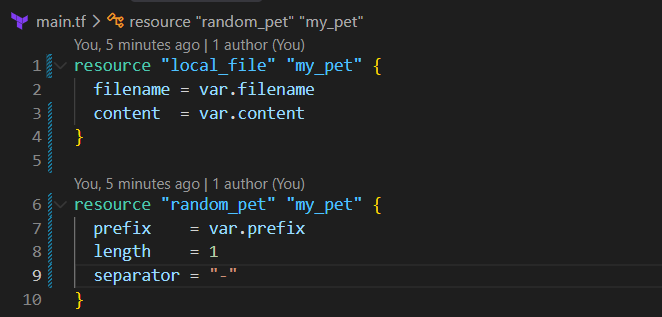 main.tf > resource "random_pet" "my_pet"
You, 5 minutes ago | 1 author (You)
1 resource "local_file" "my_pet" {
2   filename = var.filename
3   content  = var.content
4 }
5
You, 5 minutes ago | 1 author (You)
6 resource "random_pet" "my_pet" {
7   prefix    = var.prefix
8   length    = 1
9   separator = "-"
10 }